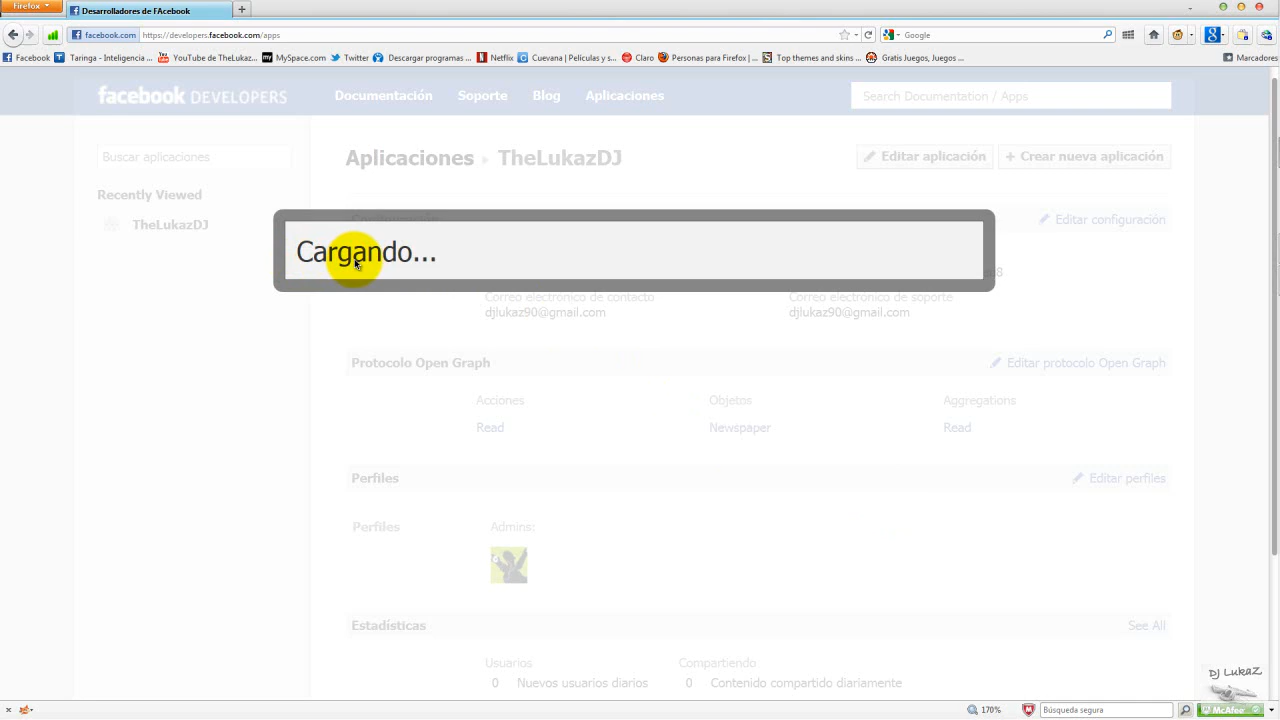 Firefox
Desarrolladores de FAcebook
facebook.com
https://developers.facebook.com/apps
Google
Facebook
Taringa - Inteligencia ...
YouTube de TheLukaz...
MySpace.com
Twitter
Descargar programas ...
Netflix
Cuevana | Películas y s...
Claro
Personas para Firefox | ...
Top themes and skins ...
Gratis Juegos, Juegos, ...
Marcadores
facebook DEVELOPERS
Documentación
Soporte
Blog
Aplicaciones
Search Documentation / Apps
Buscar aplicaciones
Recently Viewed
TheLukazDJ
Aplicaciones • TheLukazDJ
Editar aplicación
+ Crear nueva aplicación
Configuración
Editar configuración
Cargando...
8
Correo electrónico de contacto
djlukaz90@gmail.com
Correo electrónico de soporte
djlukaz90@gmail.com
Protocolo Open Graph
Editar protocolo Open Graph
Acciones
Objetos
Aggregations
Read
Newspaper
Read
Perfiles
Editar perfiles
Perfiles
Admins:
Estadísticas
See All
Usuarios
Compartiendo
0 Nuevos usuarios diarios
0 Contenido compartido diariamente
DJ LukaZ
170%
Búsqueda segura
McAfee